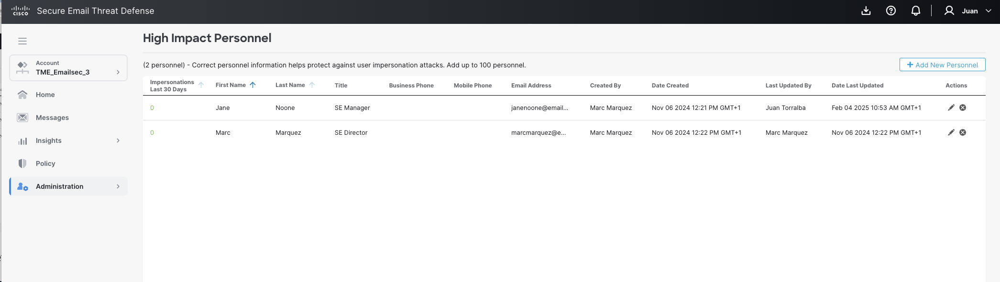 CISCO Secure Email Threat Defense
Juan
High Impact Personnel
Account
TME_Emailsec_3
(2 personnel) - Correct personnel information helps protect against user impersonation attacks. Add up to 100 personnel.
Add New Personnel
Home
Messages
Insights
Policy
Administration
Impersonations Last 30 Days First Name Last Name Title Business Phone Mobile Phone Email Address Created By Date Created Last Updated By Date Last Updated Actions
0 Jane Noone SE Manager janenoone@email... Marc Marquez Nov 06 2024 12:21 PM GMT+1 Juan Torralba Feb 04 2025 10:53 AM GMT+1
0 Marc Marquez SE Director marcmarquez@e... Marc Marquez Nov 06 2024 12:22 PM GMT+1 Marc Marquez Nov 06 2024 12:22 PM GMT+1